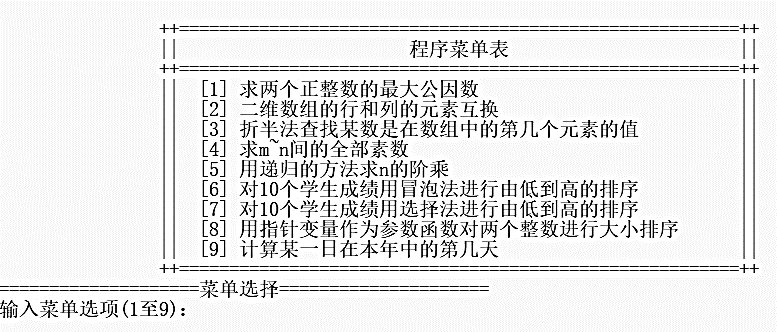 ++========================================================++
||                        程序菜单表                        ||
++========================================================++
||  [1] 求两个正整数的最大公因数  ||
||  [2] 二维数组的行和列的元素互换  ||
||  [3] 折半法查找某数是在数组中的第几个元素的值  ||
||  [4] 求m~n间的全部素数  ||
||  [5] 用递归的方法求n的阶乘  ||
||  [6] 对10个学生成绩用冒泡法进行由低到高的排序  ||
||  [7] 对10个学生成绩用选择法进行由低到高的排序  ||
||  [8] 用指针变量作为参数函数对两个整数进行大小排序  ||
||  [9] 计算某一日在本年中的第几天  ||
++========================================================++
====================菜单选择=====================
输入菜单选项(1至9):